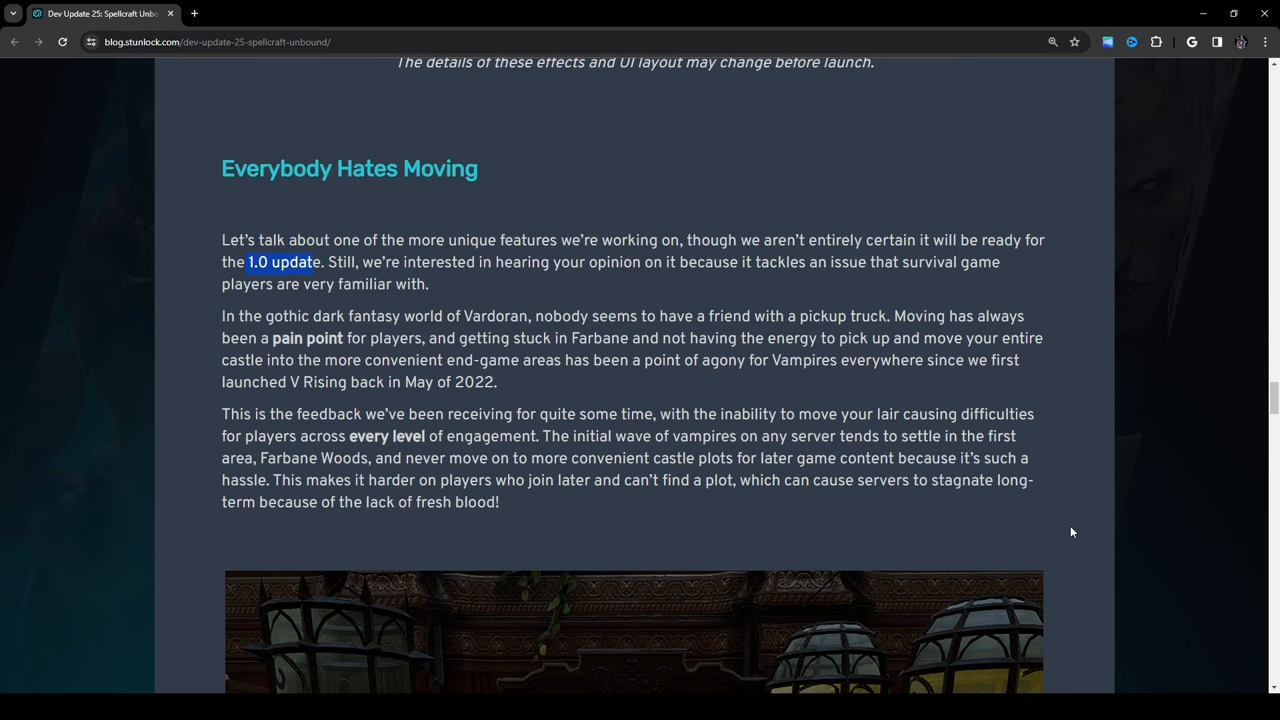 Dev Update 25: Spellcraft Unbo
blog.stunlock.com/dev-update-25-spellcraft-unbound/
The details of these effects and UI layout may change before launch.
Everybody Hates Moving
Let's talk about one of the more unique features we're working on, though we aren't entirely certain it will be ready for
the 1.0 update. Still, we're interested in hearing your opinion on it because it tackles an issue that survival game
players are very familiar with.
In the gothic dark fantasy world of Vardoran, nobody seems to have a friend with a pickup truck. Moving has always
been a pain point for players, and getting stuck in Farbane and not having the energy to pick up and move your entire
castle into the more convenient end-game areas has been a point of agony for Vampires everywhere since we first
launched V Rising back in May of 2022.
This is the feedback we've been receiving for quite some time, with the inability to move your lair causing difficulties
for players across every level of engagement. The initial wave of vampires on any server tends to settle in the first
area, Farbane Woods, and never move on to more convenient castle plots for later game content because it's such a
hassle. This makes it harder on players who join later and can't find a plot, which can cause servers to stagnate long-
term because of the lack of fresh blood!